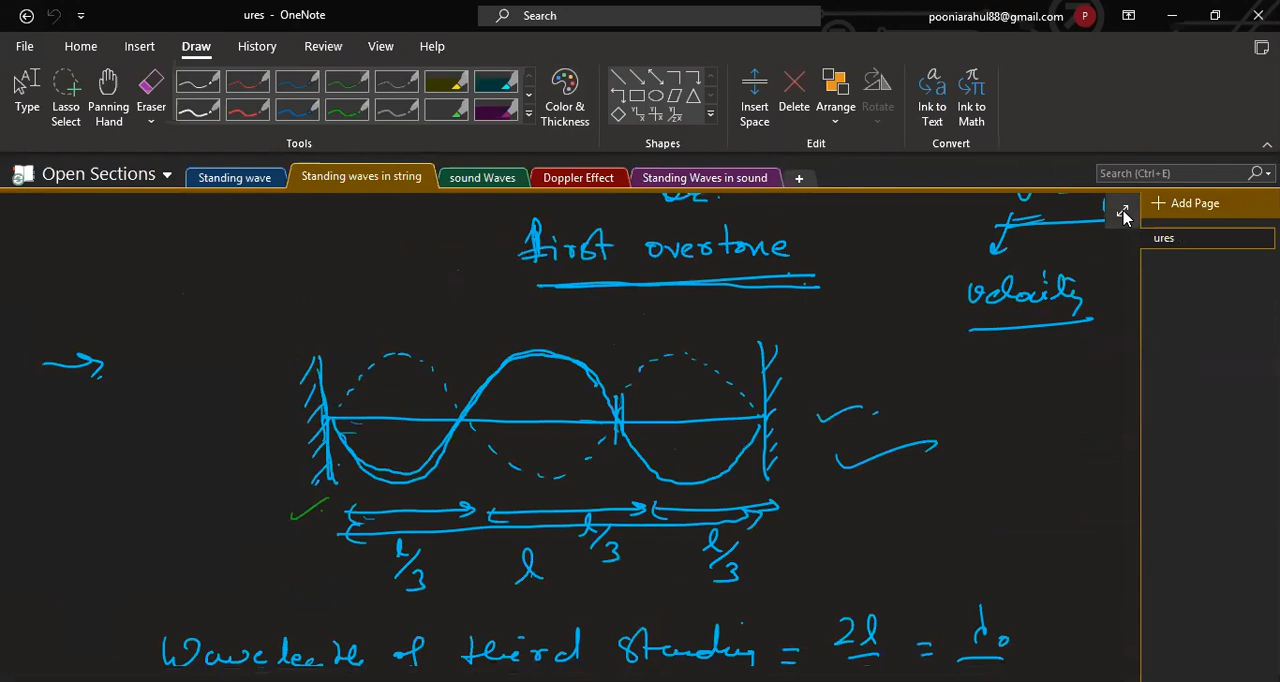 ures - OneNote
Search
pooniarahul88@gmail.com
P
File Home Insert Draw History Review View Help
Type
Lasso Select
Panning Hand
Eraser
Color & Thickness
Insert Space
Delete
Arrange
Rotate
Ink to Text
Ink to Math
Tools
Shapes
Edit
Convert
Open Sections
Standing wave
Standing waves in string
sound Waves
Doppler Effect
Standing Waves in sound
Search (Ctrl+E)
Add Page
ures
first overtone
velocity
l/3
l
l/3
l/3
Wavelength of third Standing = 2l = λ₀